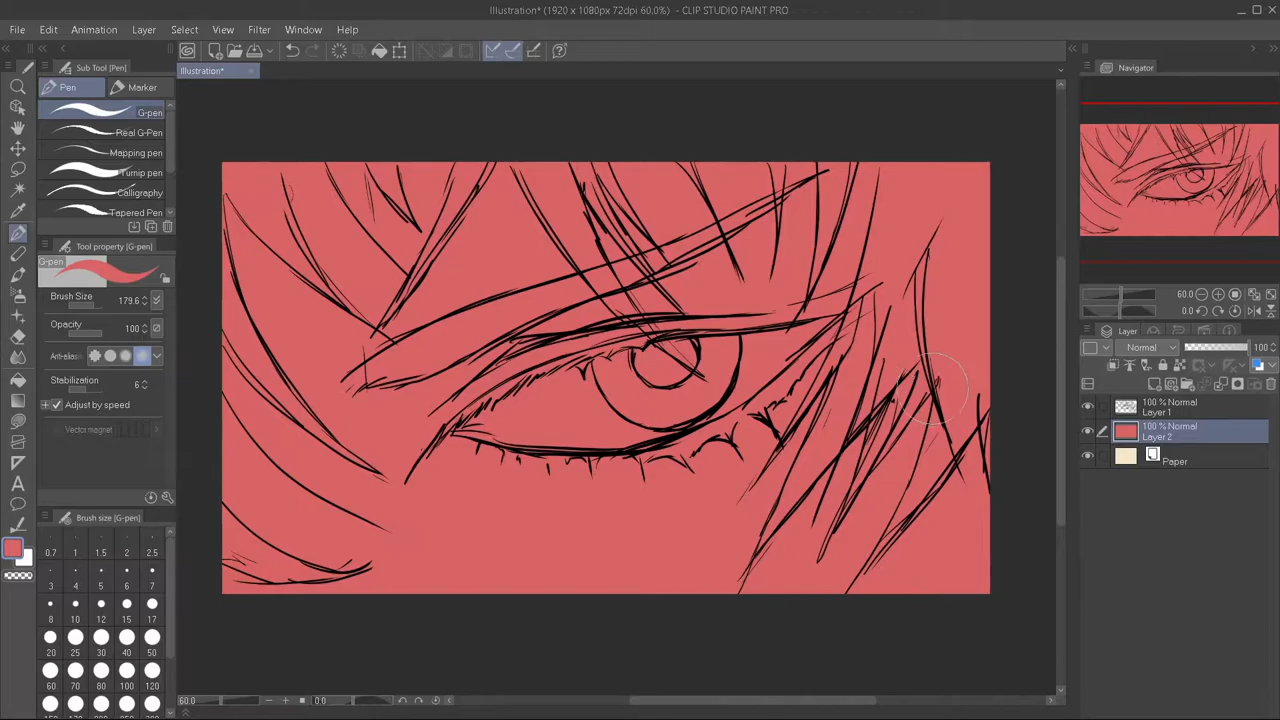 Illustration* (1920 x 1080px 72dpi 60.0%) - CLIP STUDIO PAINT PRO
File Edit Animation Layer Select View Filter Window Help
Sub Tool [Pen]
Illustration*
Navigator
Pen Marker
G-pen
Real G-Pen
Mapping pen
Turnip pen
Calligraphy
Tapered Pen
Tool property [G-pen]
G-pen
Brush Size 179.6
Opacity 100
Anti-alias
Stabilization 6
Adjust by speed
Vector magnet
Brush size [G-pen]
0.7 1 1.5 2 2.5
3 4 5 6 7
8 10 12 15 17
20 25 30 40 50
60 70 80 100 120
60.0
0.0
60.0
0.0
Layer
Normal 100
100 % Normal
Layer 1
100 % Normal
Layer 2
Paper